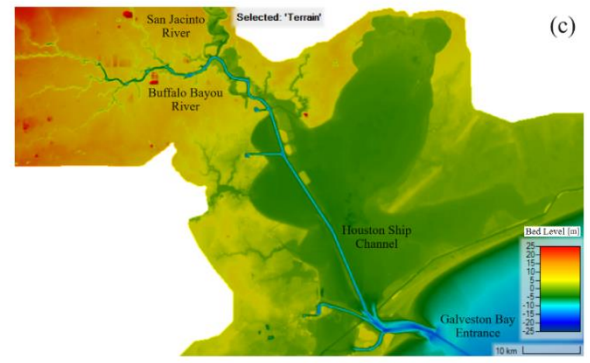 San Jacinto
River
Selected: 'Terrain'
(c)
Buffalo Bayou
River
Houston Ship
Channel
Bed Level [m]
25
20
15
10
5
0
-5
-10
-15
-20
-25
Galveston Bay
Entrance
10 km